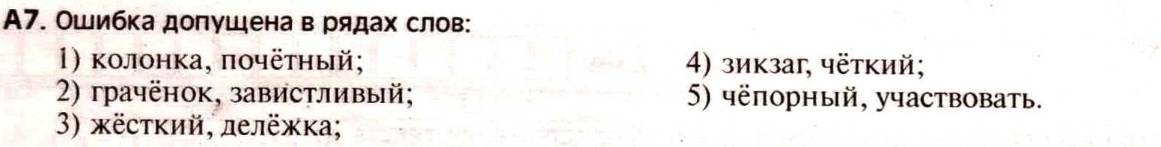 А7. Ошибка допущена в рядах слов:
1) колонка, почётный;
2) грачёнок, завистливый;
3) жёсткий, делёжка;
4) зикзаг, чёткий;
5) чёпорный, участвовать.